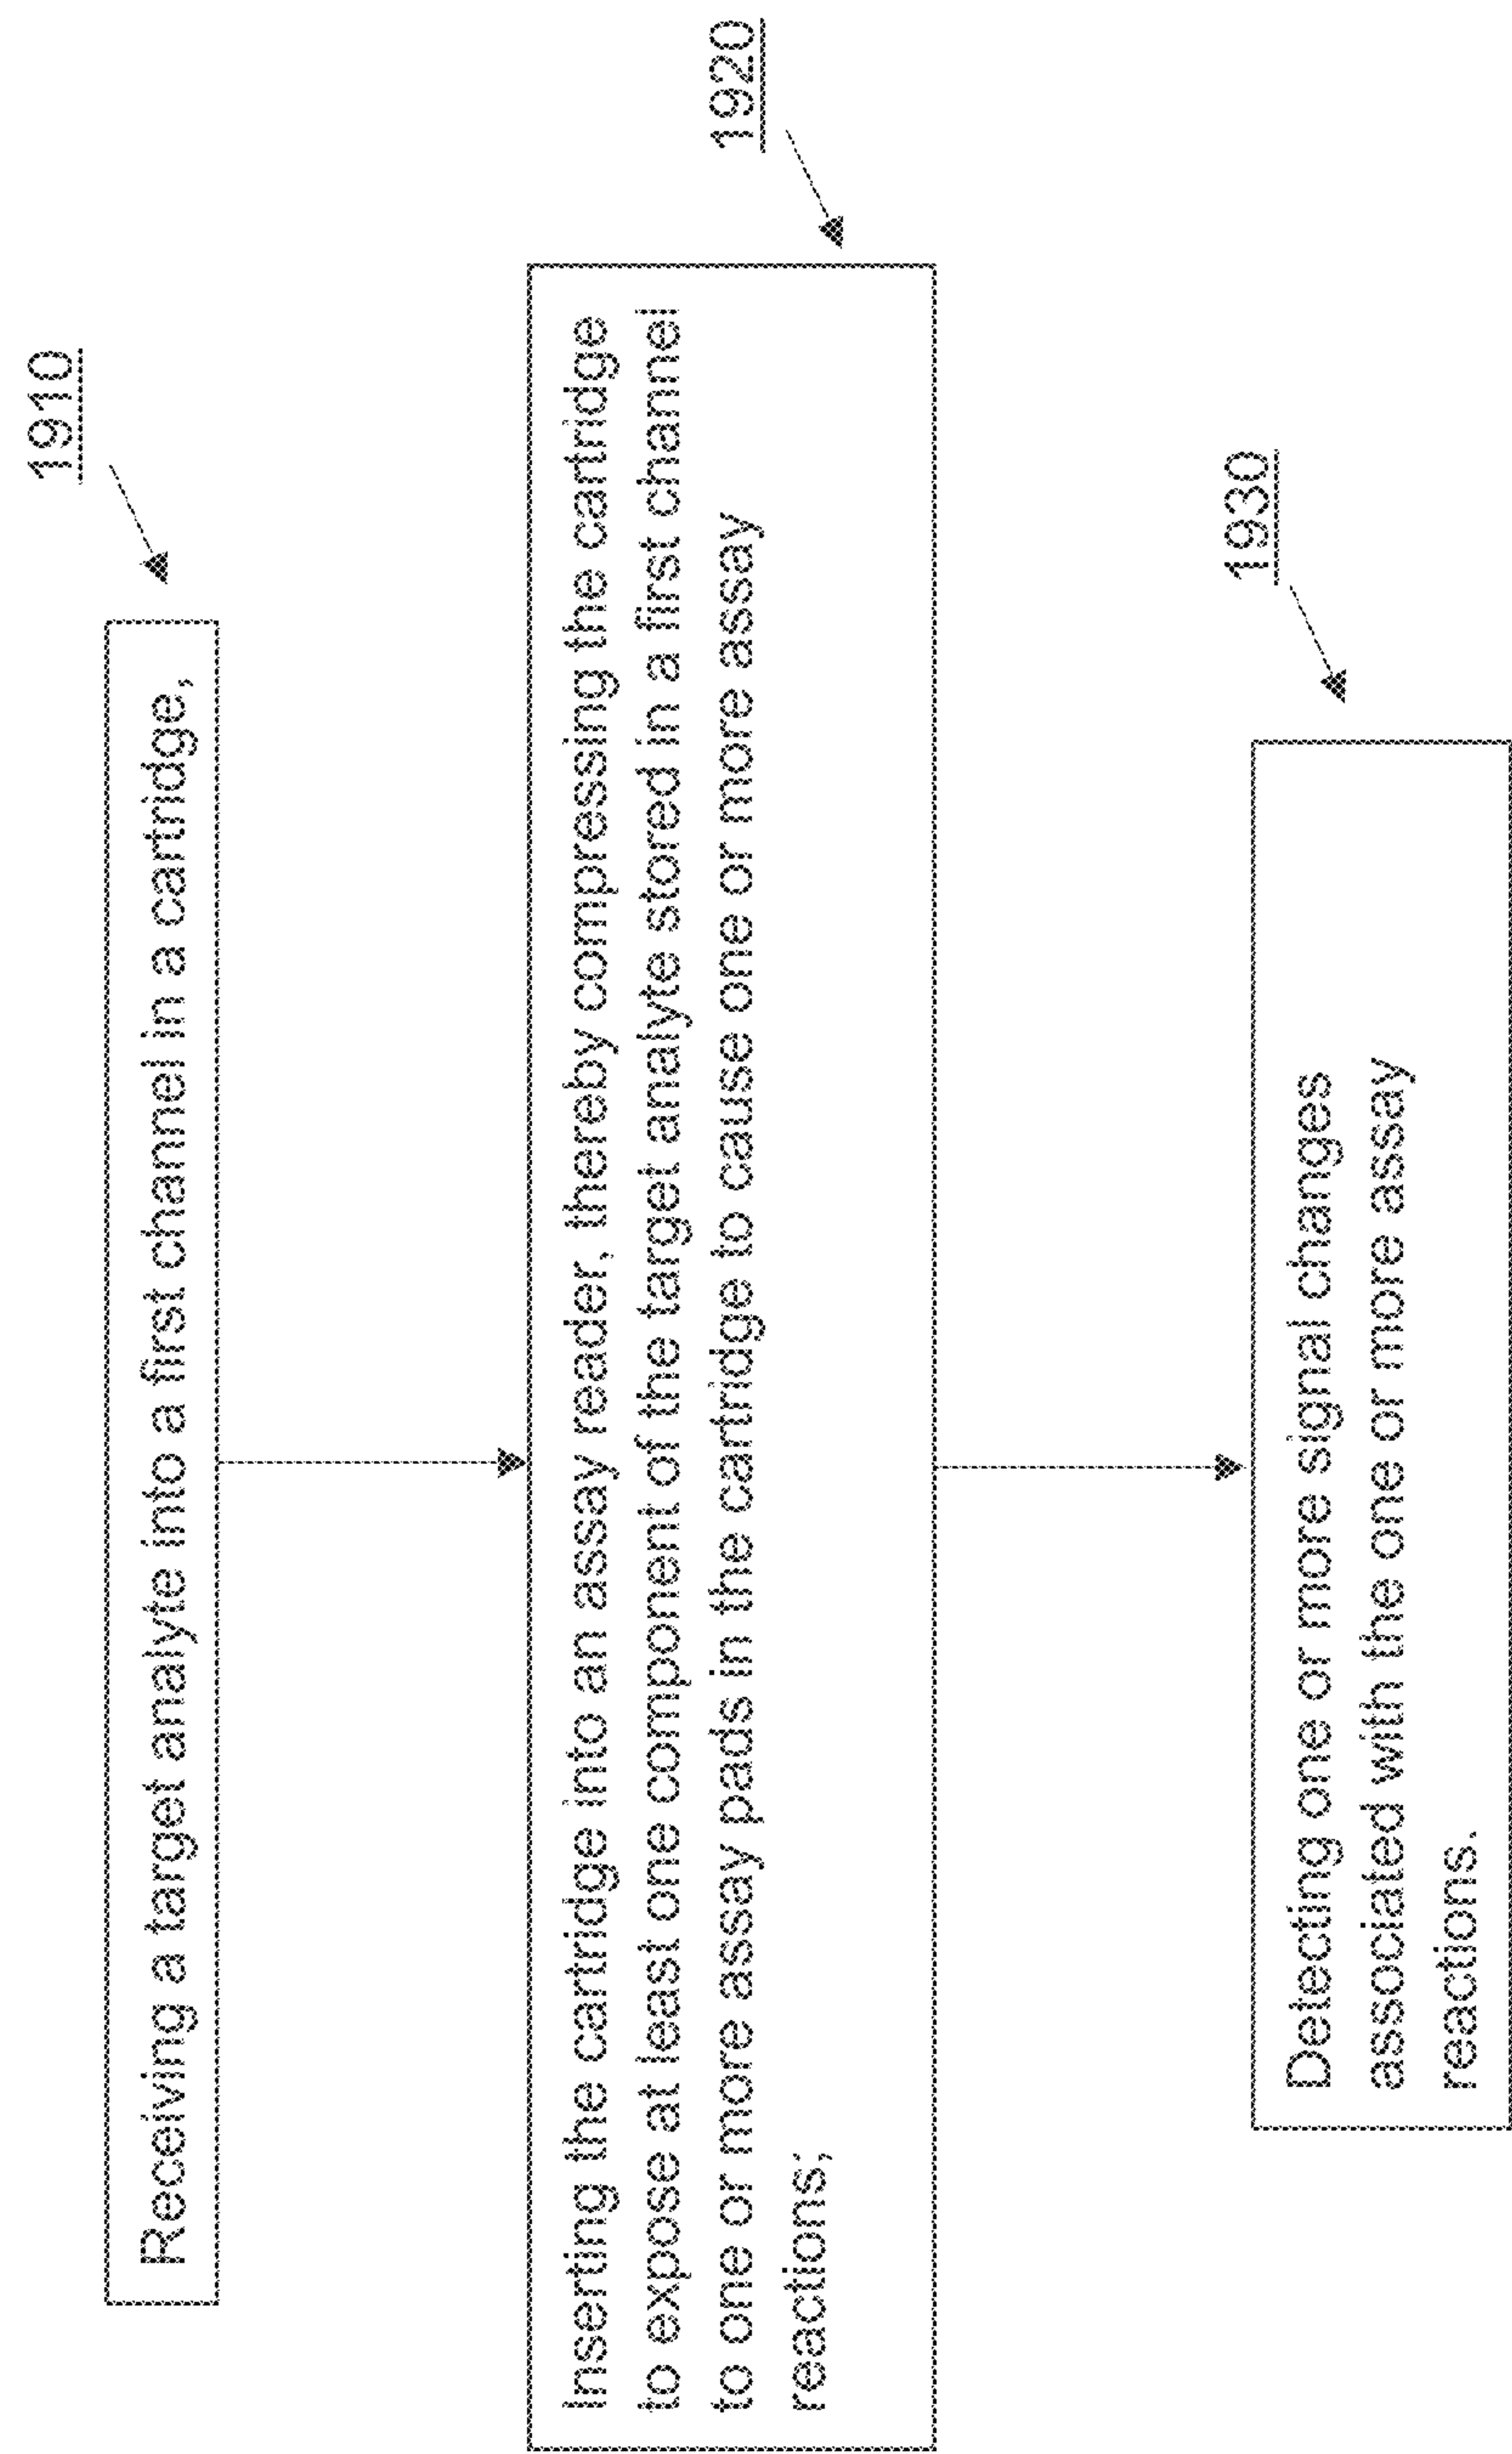 1910
Receiving a target analyte into a first channel in a cartridge,
1920
Inserting the cartridge into an assay reader, thereby compressing the cartridge
to expose at least one component of the target analyte stored in a first channel
to one or more assay pads in the cartridge to cause one or more assay
reactions;
1930
Detecting one or more signal changes
associated with the one or more assay
reactions.